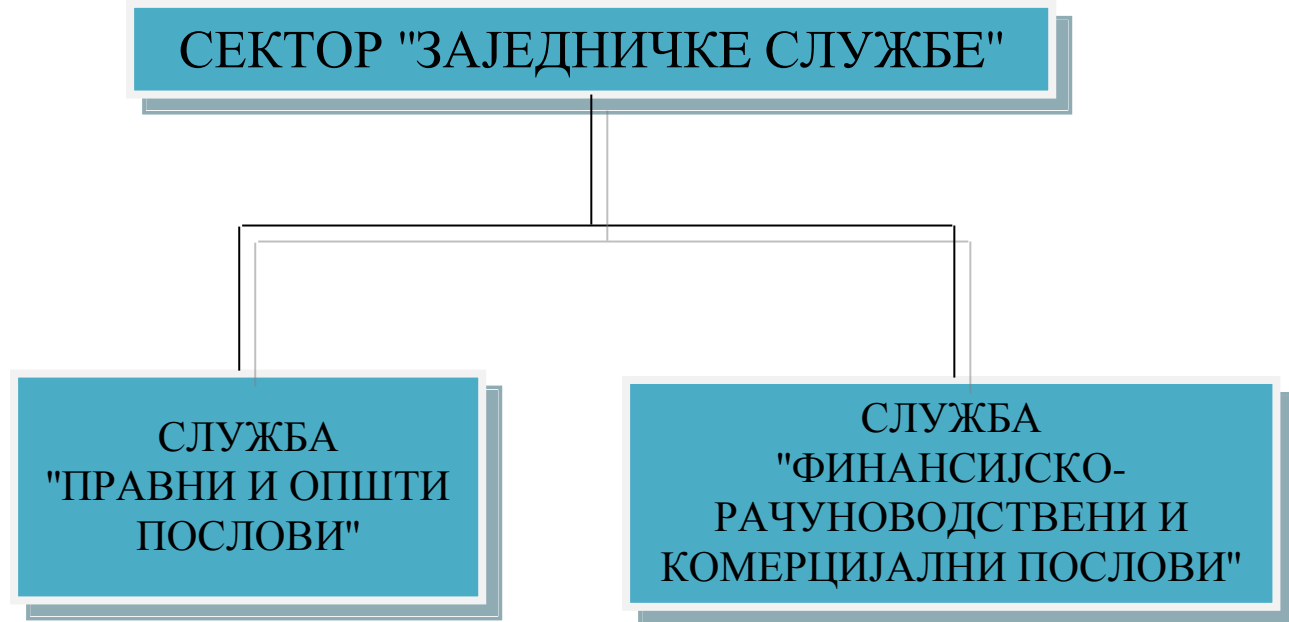 СЕКТОР "ЗАЈЕДНИЧКЕ СЛУЖБЕ"
СЛУЖБА
"ПРАВНИ И ОПШТИ
ПОСЛОВИ"
СЛУЖБА
"ФИНАНСИЈСКО-
РАЧУНОВОДСТВЕНИ И
КОМЕРЦИЈАЛНИ ПОСЛОВИ"